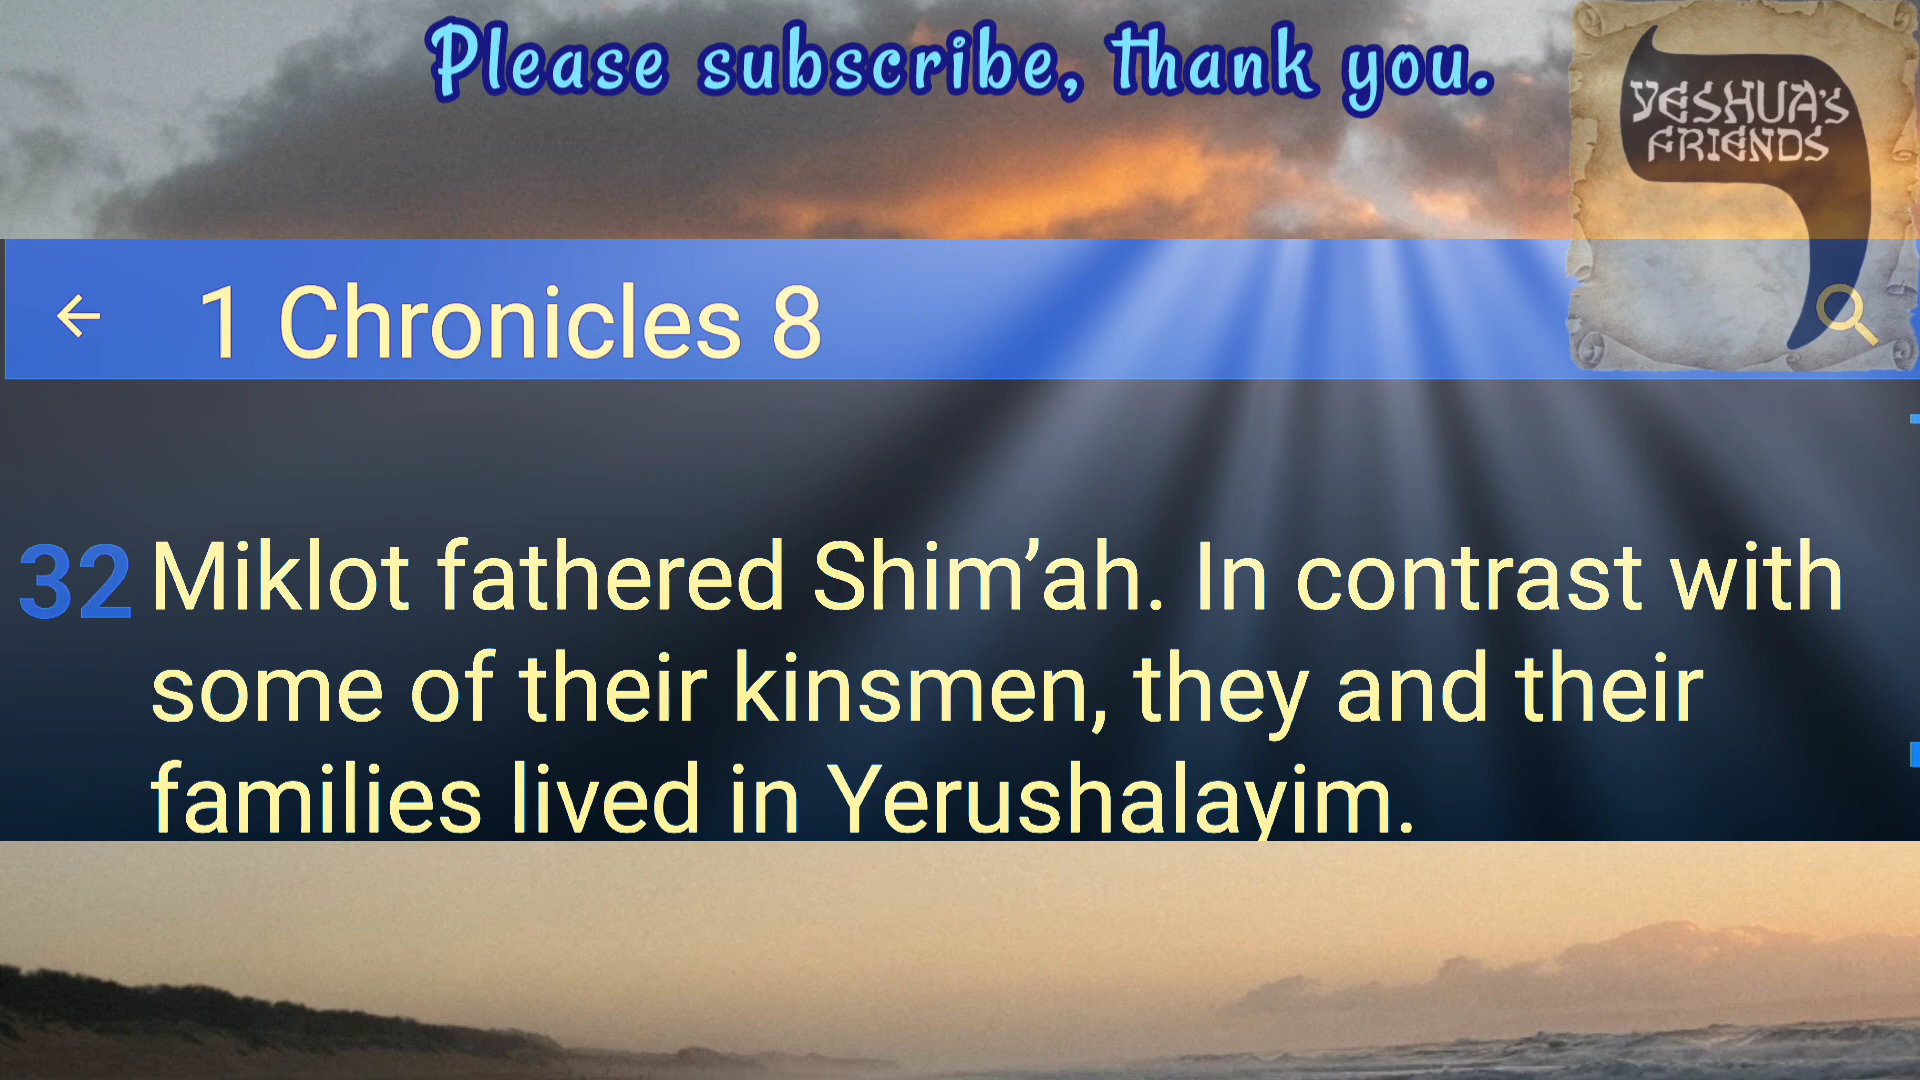 Please subscribe, thank you.
YESHUA'S
FRIENDS
1 Chronicles 8
32 Miklot fathered Shim’ah. In contrast with
some of their kinsmen, they and their
families lived in Yerushalayim.